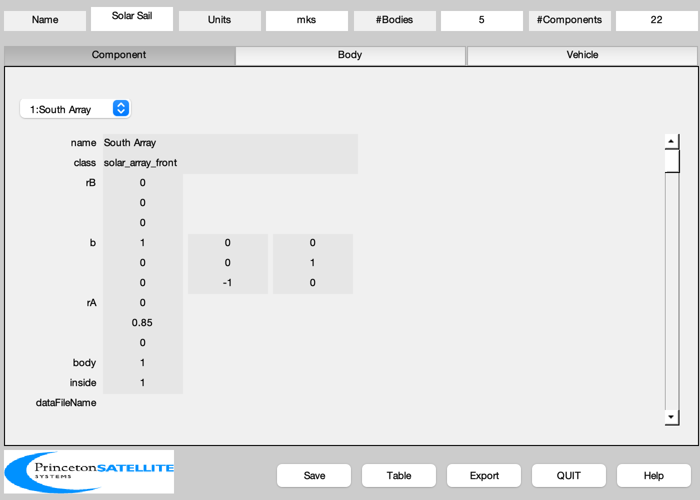 Name Solar Sail Units mks #Bodies 5 #Components 22
Component Body Vehicle
1:South Array
name South Array
class solar_array_front
rB 0
0
0
b 1 0 0
0 0 1
0 -1 0
rA 0
0.85
0
body 1
inside 1
dataFileName
PrincetonSATELLITE
SYSTEMS
Save Table Export QUIT Help